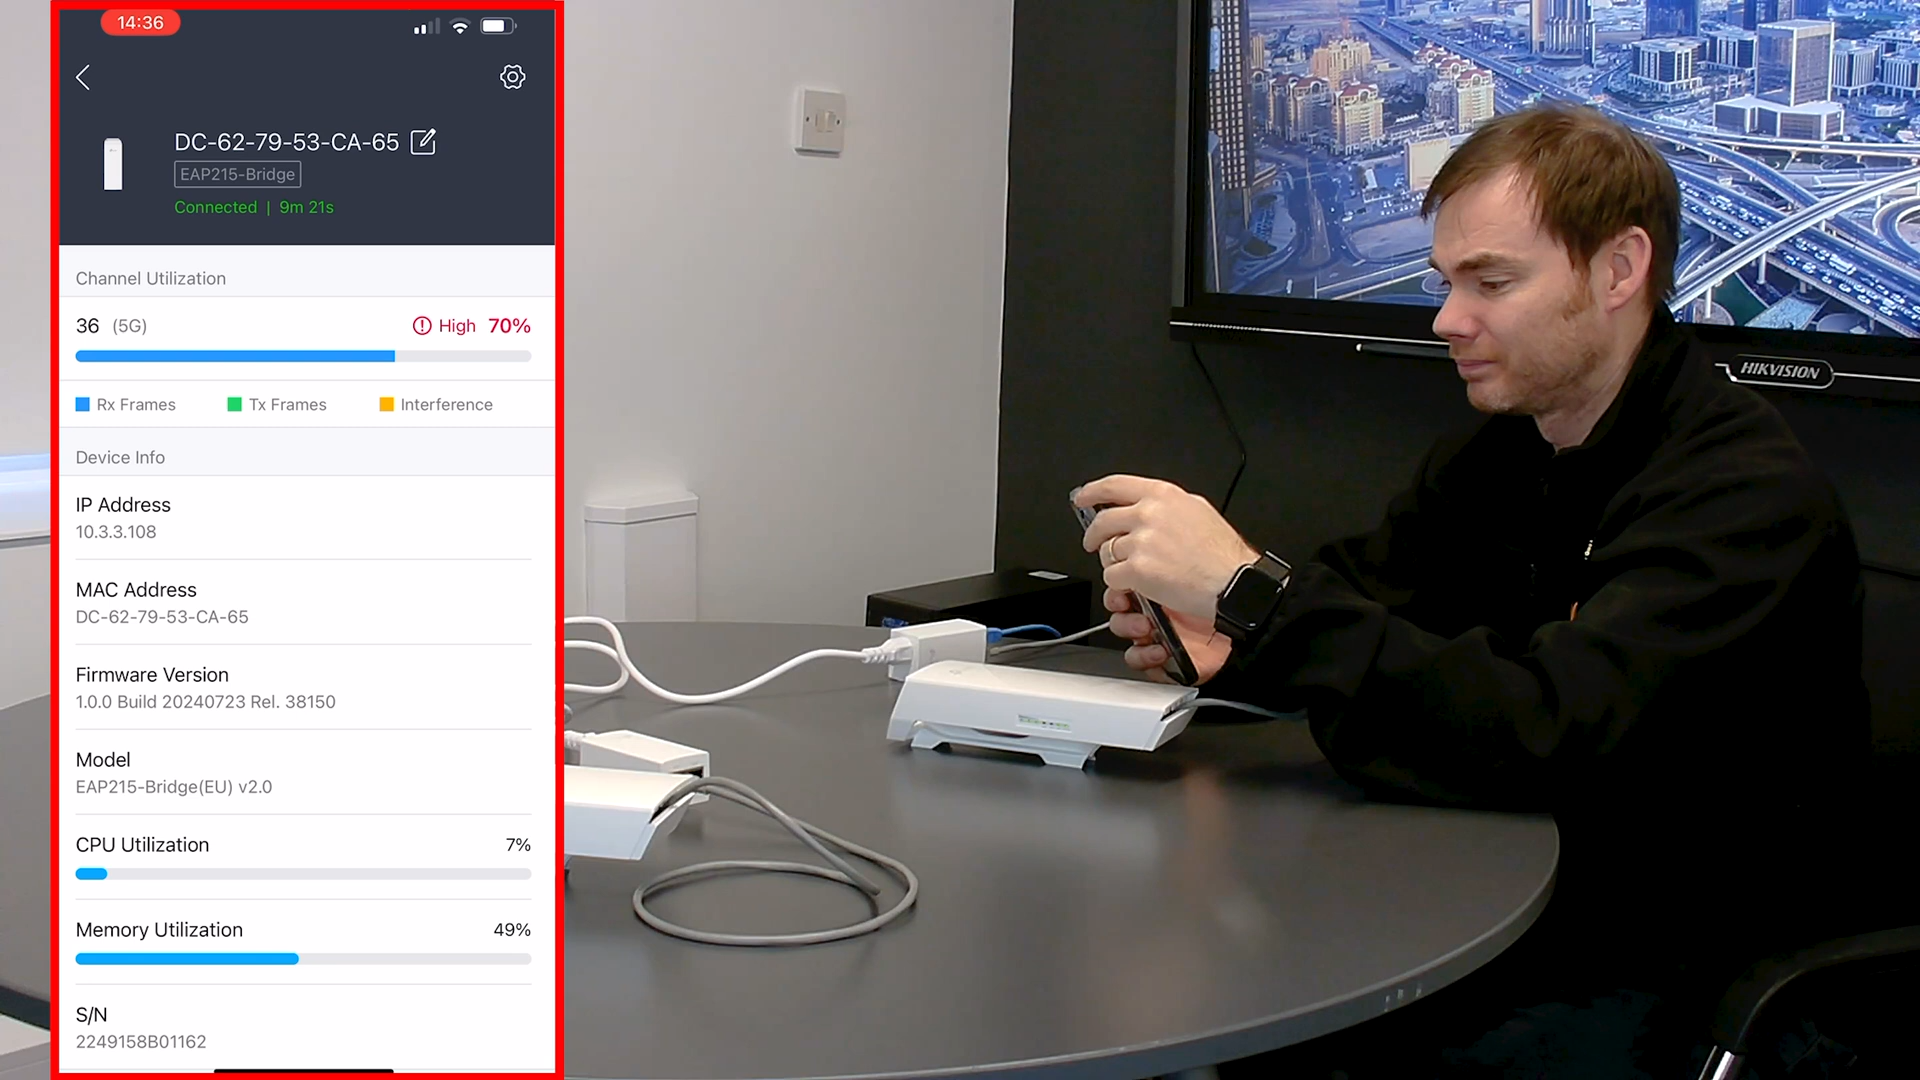 14:36
DC-62-79-53-CA-65
EAP215-Bridge
Connected | 9m 21s
Channel Utilization
36 (5G)
High 70%
Rx Frames
Tx Frames
Interference
Device Info
IP Address
10.3.3.108
MAC Address
DC-62-79-53-CA-65
Firmware Version
1.0.0 Build 20240723 Rel. 38150
Model
EAP215-Bridge(EU) v2.0
CPU Utilization
7%
Memory Utilization
49%
S/N
2249158B01162
HIKVISION